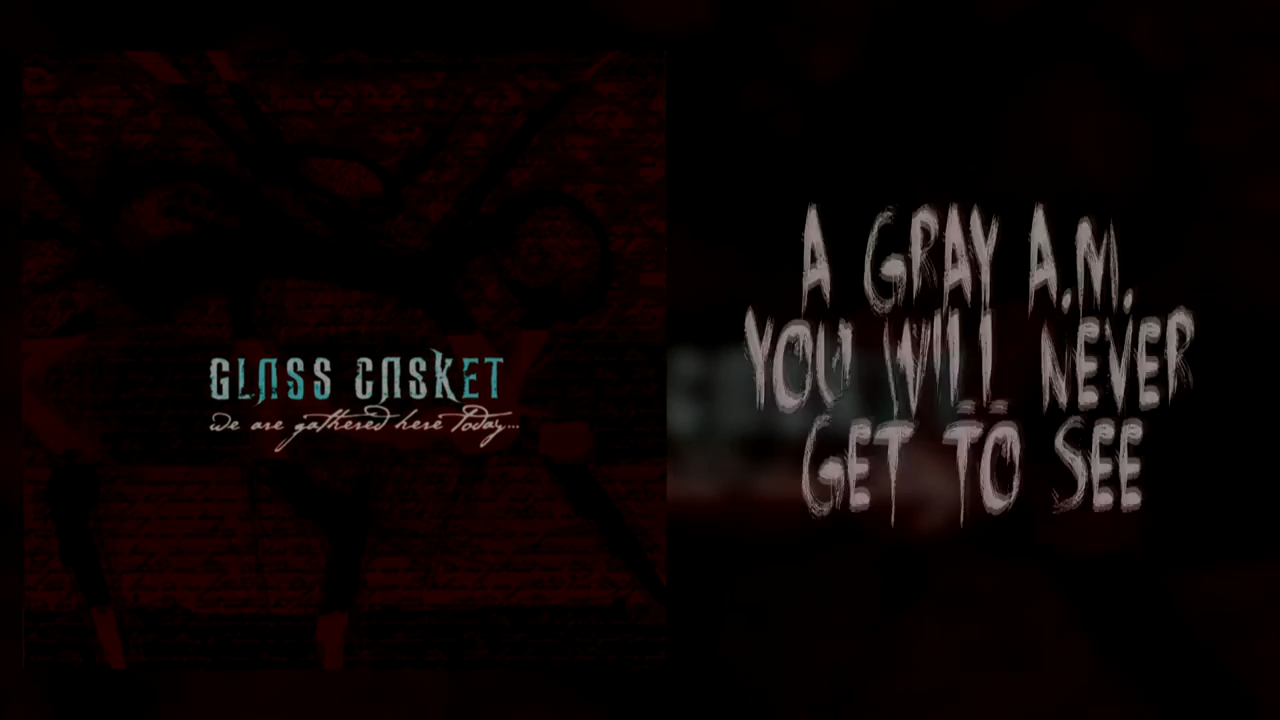 GLASS CASKET
we are gathered here today...
A GRAY A.M.
YOU WILL NEVER
GET TO SEE